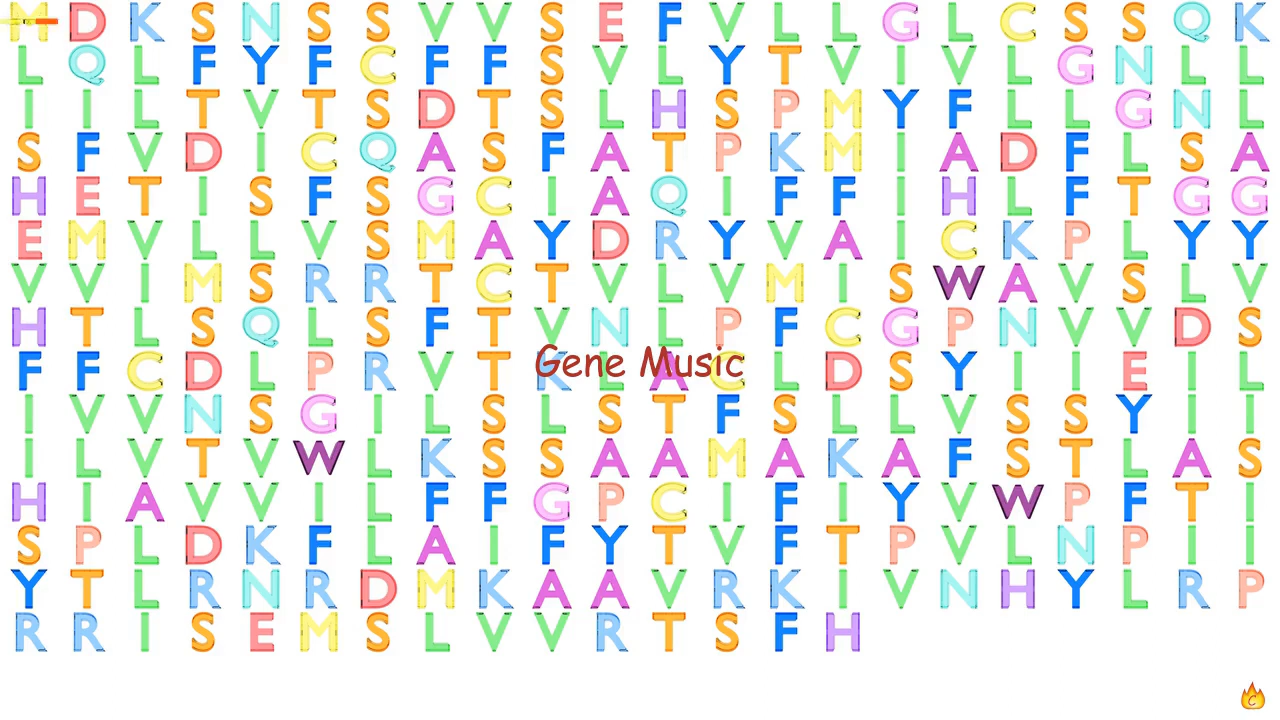 M D K S N S S V V S E F V L L G L C S S Q K
L Q L F Y F C F F S V L Y T V I V L G N L L
I I L T V T S D T S L H S P M Y F L L G N L
S F V D I C Q A S F A T P K M I A D F L S A
H E T I S F S G C I A Q I F F I H L F T G G
E M V L L V S M A Y D R Y V A I C K P L Y Y
V V I M S R R T C T V L V M I S W A V S L V
H T L S Q L S F T V N L P F C G P N V V D S
Gene Music
F F C D L P R V T K L A C L D S Y I I E I L
I V V N S G I L S L S T F S L L V S S Y I I
I L V T V W L K S S A A M A K A F S T L A S
H I A V V I L F F G P C I F I Y V W P F T I
S P L D K F L A I F Y T V F T P V L N P I I
Y T L R N R D M K A A V R K I V N H Y L R P
R R I S E M S L V V R T S F H
C